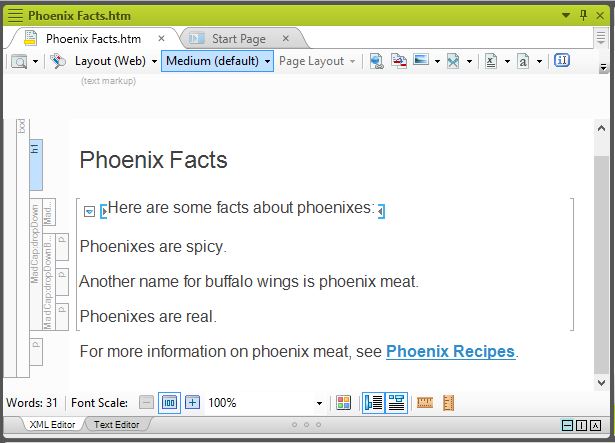 Phoenix Facts.htm
Phoenix Facts.htm Start Page
Layout (Web) Medium (default) Page Layout
(text markup)
bod
h1
Phoenix Facts
MadCap:dropDown
Mad...
Here are some facts about phoenixes:
MadCap:dropDownB...
p
Phoenixes are spicy.
p
Another name for buffalo wings is phoenix meat.
p
Phoenixes are real.
p
For more information on phoenix meat, see Phoenix Recipes.
Words: 31 Font Scale: 100%
XML Editor Text Editor